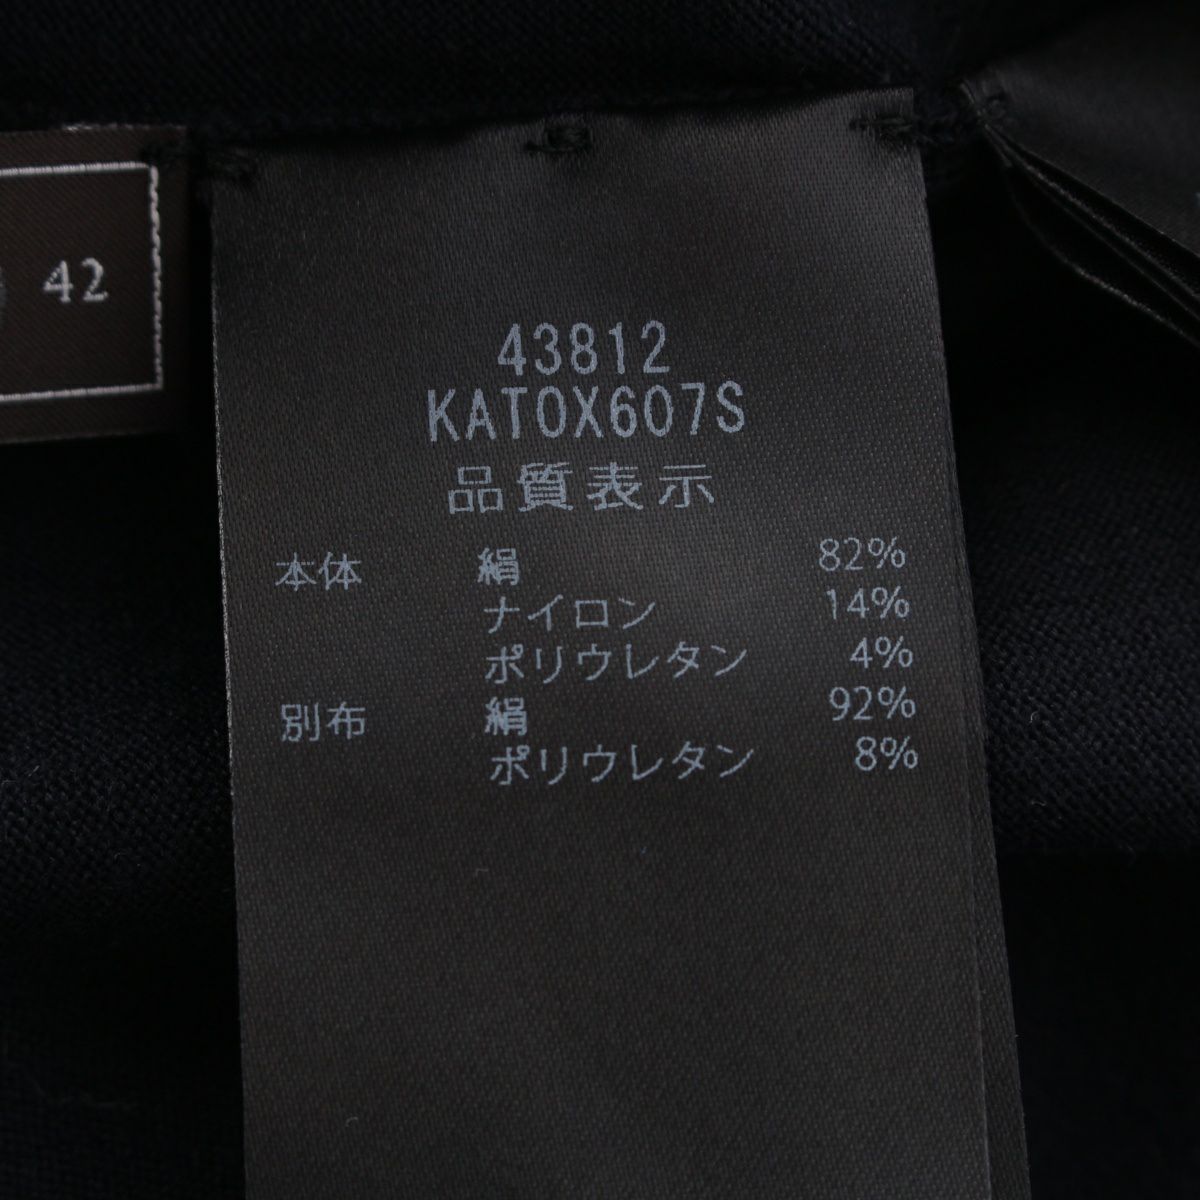 42
43812
KATOX607S
品質表示
本体 絹 82%
ナイロン 14%
ポリウレタン 4%
別布 絹 92%
ポリウレタン 8%